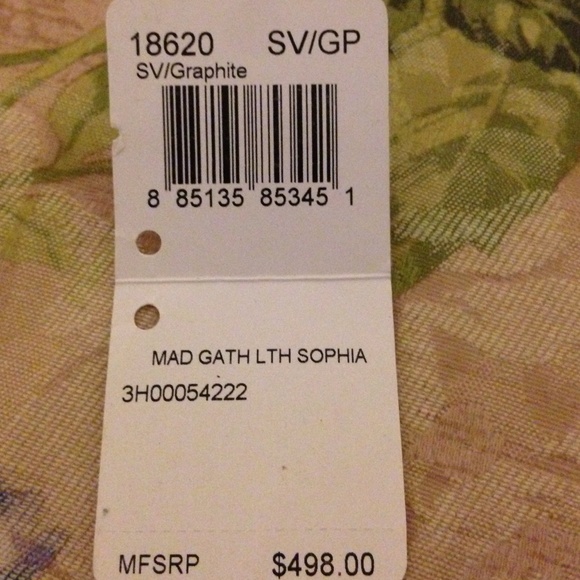 18620 SV/GP
SV/Graphite
8 85135 85345 1
MAD GATH LTH SOPHIA
3H00054222
MFSRP $498.00